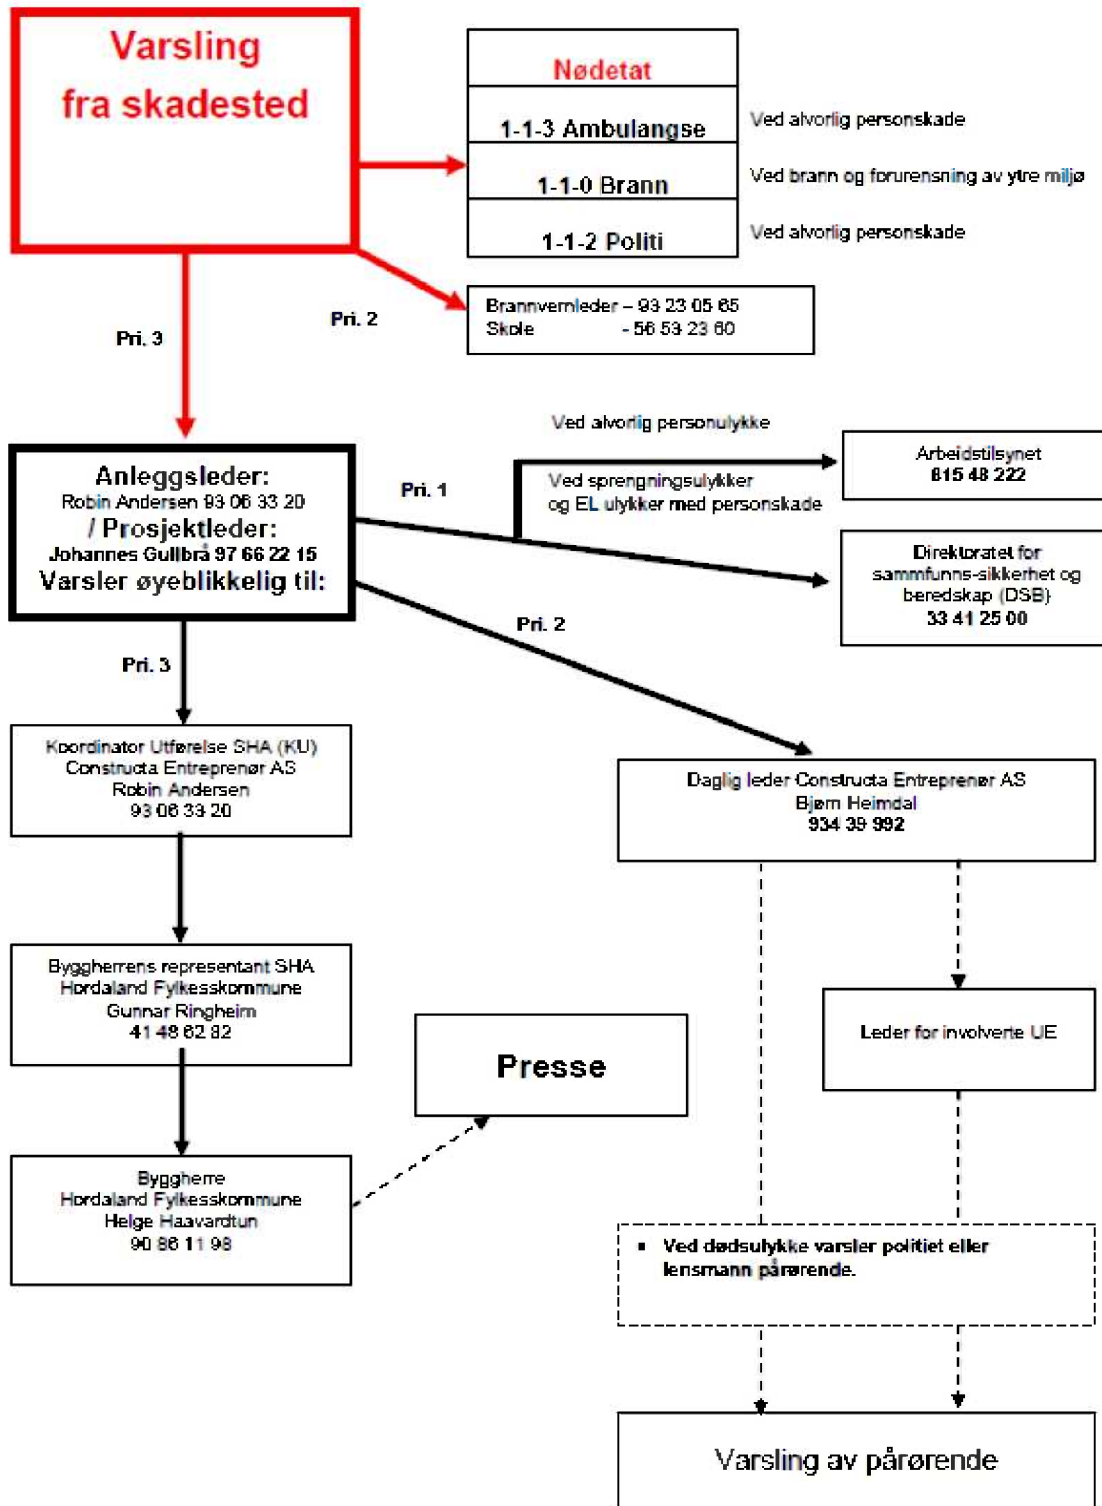 Varsling
fra skadested
Nødetat
1-1-3 Ambulangse
Ved alvorlig personskade
1-1-0 Brann
Ved brann og forurensning av ytre miljø
1-1-2 Politi
Ved alvorlig personskade
Pri. 2
Brannvernleder – 93 23 05 65
Skole - 56 53 23 60
Pri. 3
Anleggsleder:
Robin Andersen 93 06 33 20
/ Prosjektleder:
Johannes Gullbrå 97 66 22 15
Varsler øyeblikkelig til:
Pri. 1
Ved alvorlig personulykke
Ved sprengningsulykker
og EL ulykker med personskade
Arbeidstilsynet
815 48 222
Direktoratet for
sammfunns-sikkerhet og
beredskap (DSB)
33 41 25 00
Pri. 2
Pri. 3
Koordinator Utførelse SHA (KU)
Constructa Entreprenør AS
Robin Andersen
93 06 33 20
Daglig leder Constructa Entreprenør AS
Bjørn Heimdal
934 39 992
Byggherrens representant SHA
Hordaland Fylkesskommune
Gunnar Ringheim
41 48 62 82
Leder for involverte UE
Presse
Byggherre
Hordaland Fylkesskommune
Helge Haavardtun
90 86 11 98
▪ Ved dødsulykke varsler politiet eller
lensmann pårørende.
Varsling av pårørende